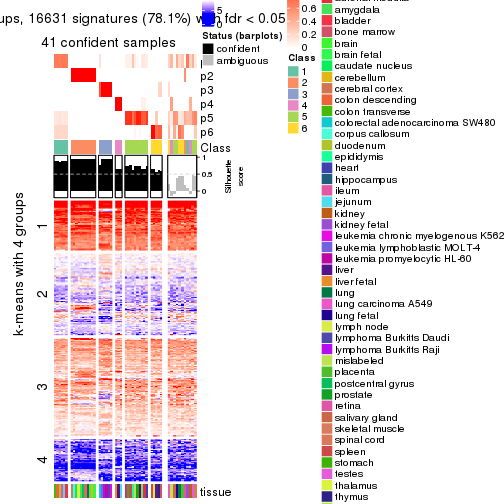 ups, 16631 signatures (78.1%) with fdr < 0.05
41 confident samples
p2
p3
p4
p5
p6
Class
1
0.5
0
Silhouette
score
k-means with 4 groups
1
2
3
4
tissue
5
0
Status (barplots)
confident
ambiguous
0.6
0.4
0.2
0
Class
1
2
3
4
5
6
amygdala
bladder
bone marrow
brain
brain fetal
caudate nucleus
cerebellum
cerebral cortex
colon descending
colon transverse
colorectal adenocarcinoma SW480
corpus callosum
duodenum
epididymis
heart
hippocampus
ileum
jejunum
kidney
kidney fetal
leukemia chronic myelogenous K562
leukemia lymphoblastic MOLT-4
leukemia promyelocytic HL-60
liver
liver fetal
lung
lung carcinoma A549
lung fetal
lymph node
lymphoma Burkitts Daudi
lymphoma Burkitts Raji
mislabeled
placenta
postcentral gyrus
prostate
retina
salivary gland
skeletal muscle
spinal cord
spleen
stomach
testes
thalamus
thymus